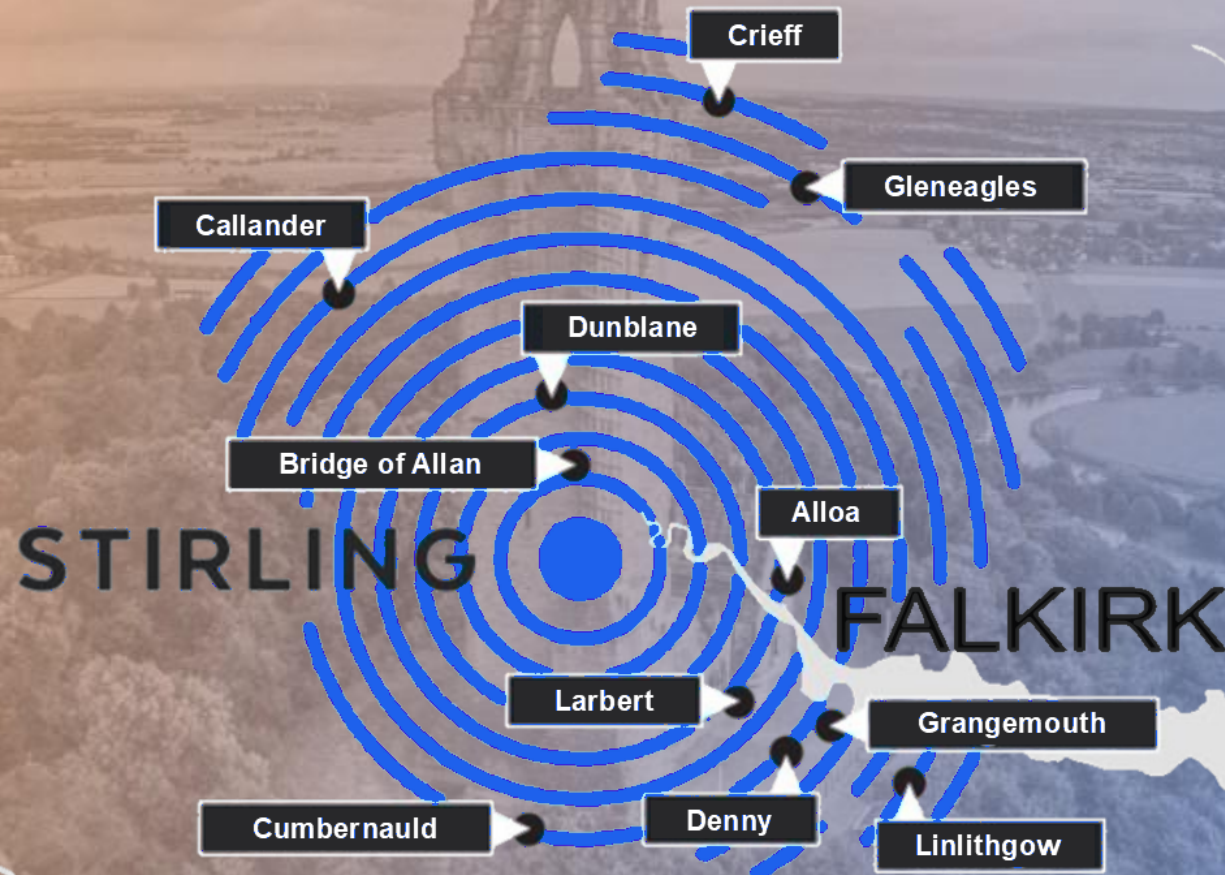 Crieff
Gleneagles
Callander
Dunblane
Bridge of Allan
Alloa
STIRLING
FALKIRK
Larbert
Grangemouth
Cumbernauld
Denny
Linlithgow